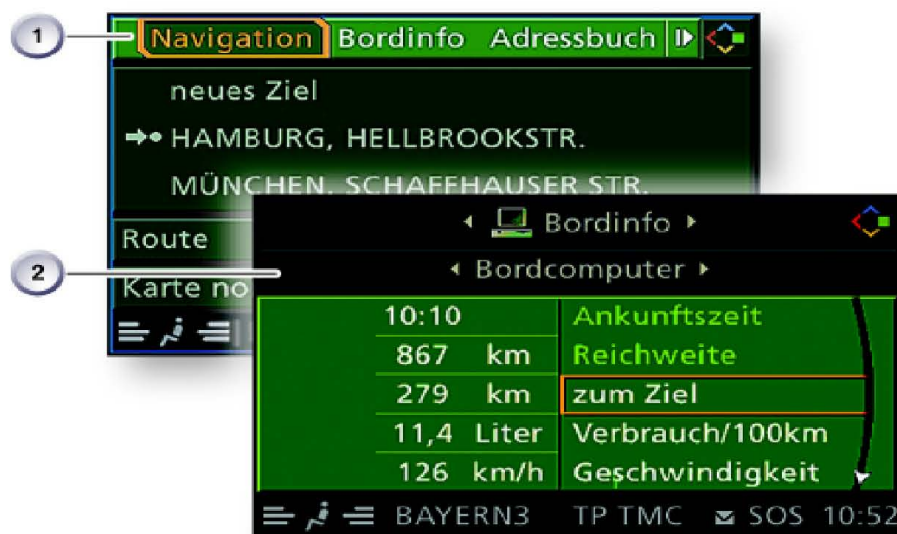 1
Navigation Bordinfo Adressbuch
neues Ziel
HAMBURG, HELLBROOKSTR.
MÜNCHEN, SCHAFFHAUSER STR.
Route
Karte no
2
Bordinfo
Bordcomputer
10:10 Ankunftszeit
867 km Reichweite
279 km zum Ziel
11,4 Liter Verbrauch/100km
126 km/h Geschwindigkeit
BAYERN3 TP TMC SOS 10:52